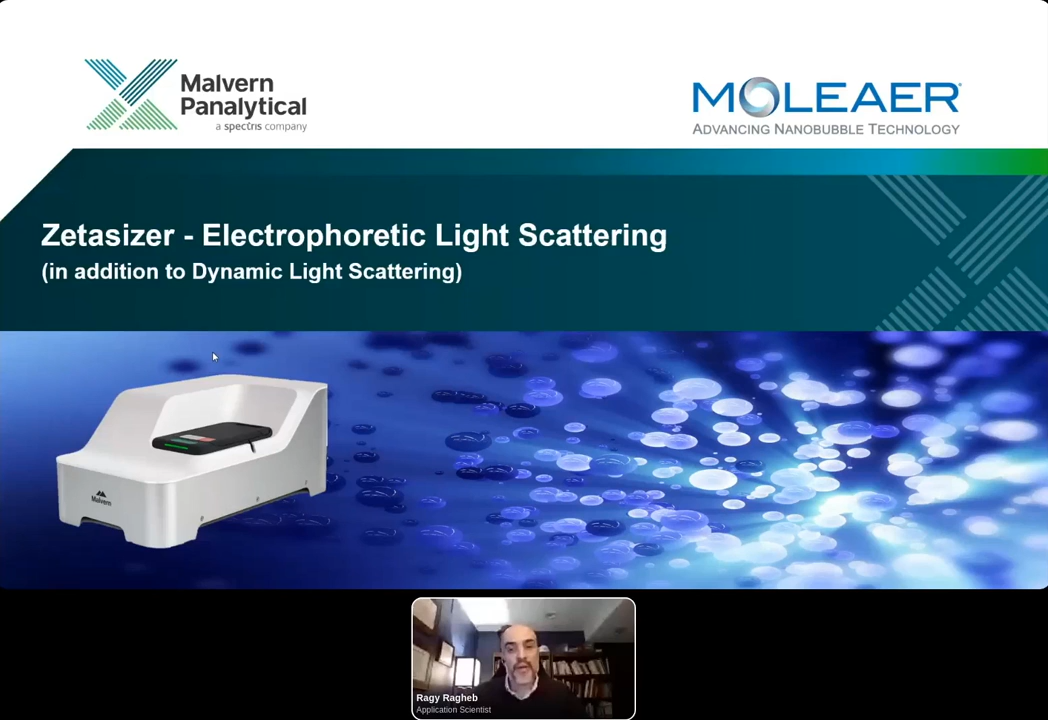 Malvern
Panalytical
a spectris company
MOLEAER®
ADVANCING NANOBUBBLE TECHNOLOGY
Zetasizer - Electrophoretic Light Scattering
(in addition to Dynamic Light Scattering)
Malvern
Ragy Ragheb
Application Scientist